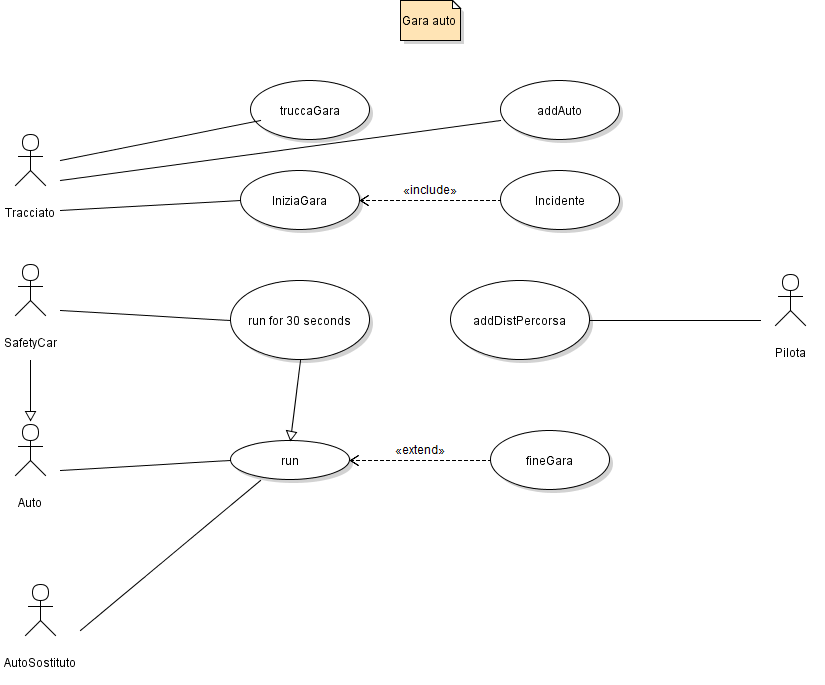 Gara auto
truccaGara
addAuto
Tracciato
IniziaGara
«include»
Incidente
SafetyCar
run for 30 seconds
addDistPercorsa
Pilota
Auto
run
«extend»
fineGara
AutoSostituto